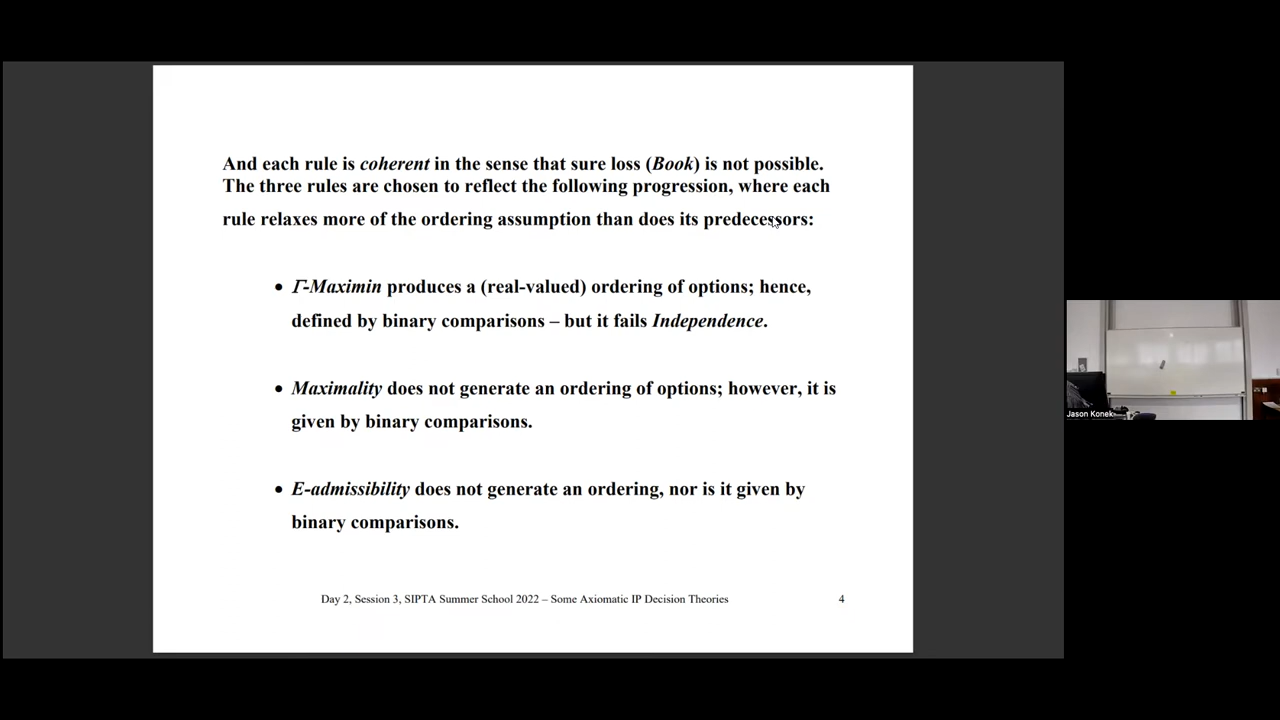 And each rule is coherent in the sense that sure loss (Book) is not possible.
The three rules are chosen to reflect the following progression, where each
rule relaxes more of the ordering assumption than does its predecessors:
• Γ-Maximin produces a (real-valued) ordering of options; hence,
defined by binary comparisons – but it fails Independence.
• Maximality does not generate an ordering of options; however, it is
given by binary comparisons.
• E-admissibility does not generate an ordering, nor is it given by
binary comparisons.
Day 2, Session 3, SIPTA Summer School 2022 – Some Axiomatic IP Decision Theories 4
Jason Konek